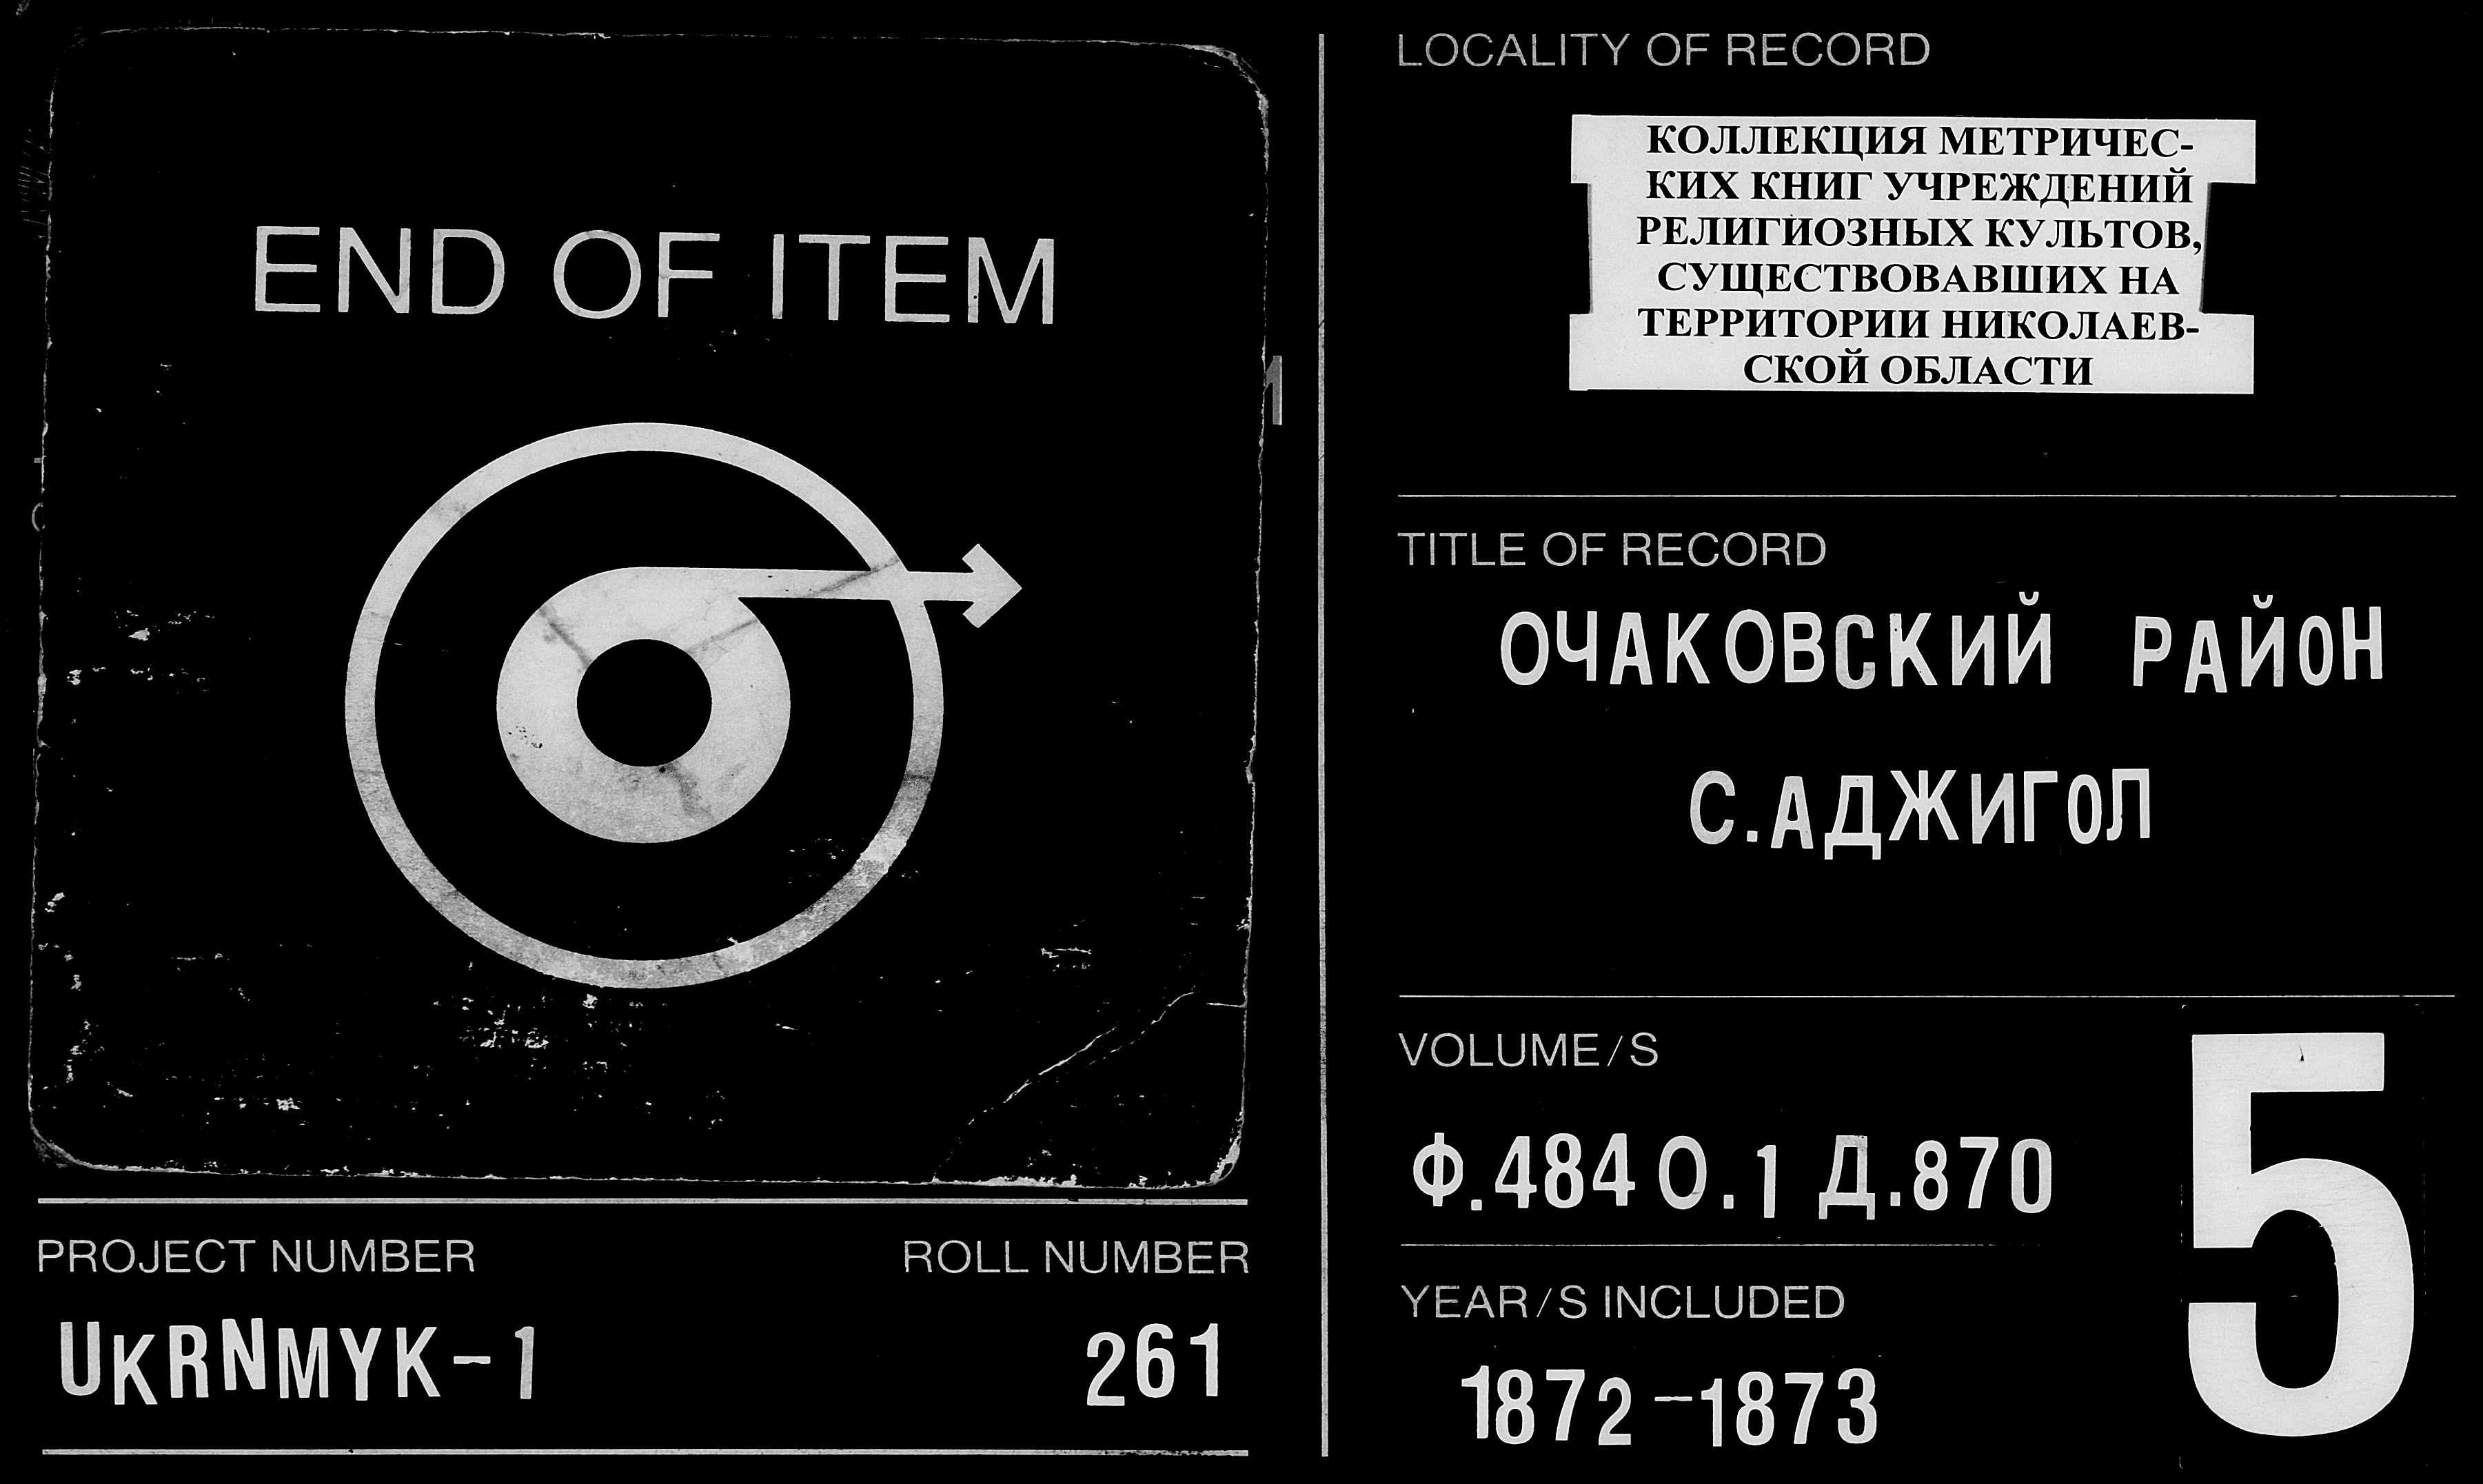 END OF ITEM
PROJECT NUMBER
UKRNMYK-1
ROLL NUMBER
261
LOCALITY OF RECORD
КОЛЛЕКЦИЯ МЕТРИЧЕС-
КИХ КНИГ УЧРЕЖДЕНИЙ
РЕЛИГИОЗНЫХ КУЛЬТОВ,
СУЩЕСТВОВАВШИХ НА
ТЕРРИТОРИИ НИКОЛАЕВ-
СКОЙ ОБЛАСТИ
TITLE OF RECORD
ОЧАКОВСКИЙ РАЙОН
С.АДЖИГОЛ
VOLUME/S
Ф.484 О.1 Д.870
YEAR/S INCLUDED
1872-1873
5